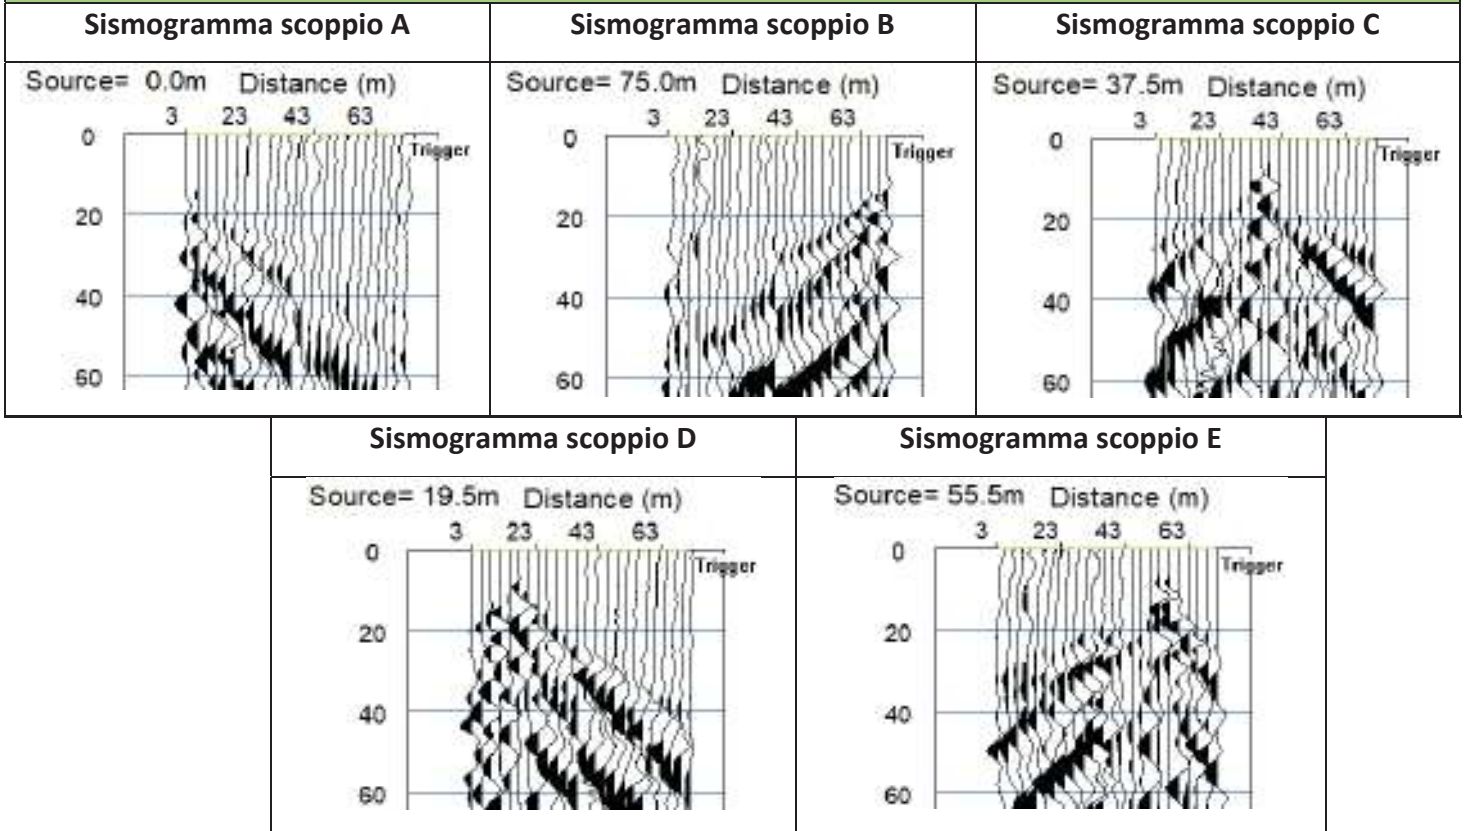 Sismogramma scoppio A
Sismogramma scoppio B
Sismogramma scoppio C
Source= 0.0m Distance (m)
3 23 43 63
0
Trigger
20
40
60
Source= 75.0m Distance (m)
3 23 43 63
0
Trigger
20
40
60
Source= 37.5m Distance (m)
3 23 43 63
0
Trigger
20
40
60
Sismogramma scoppio D
Sismogramma scoppio E
Source= 19.5m Distance (m)
3 23 43 63
0
Trigger
20
40
60
Source= 55.5m Distance (m)
3 23 43 63
0
Trigger
20
40
60